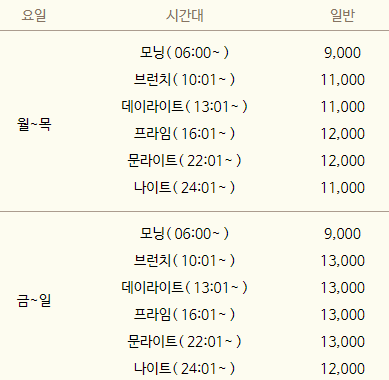 요일 시간대 일반
모닝( 06:00~ ) 9,000
브런치( 10:01~ ) 11,000
데이라이트( 13:01~ ) 11,000
월~목
프라임( 16:01~ ) 12,000
문라이트( 22:01~ ) 12,000
나이트( 24:01~ ) 11,000
모닝( 06:00~ ) 9,000
브런치( 10:01~ ) 13,000
데이라이트( 13:01~ ) 13,000
금~일
프라임( 16:01~ ) 13,000
문라이트( 22:01~ ) 13,000
나이트( 24:01~ ) 12,000